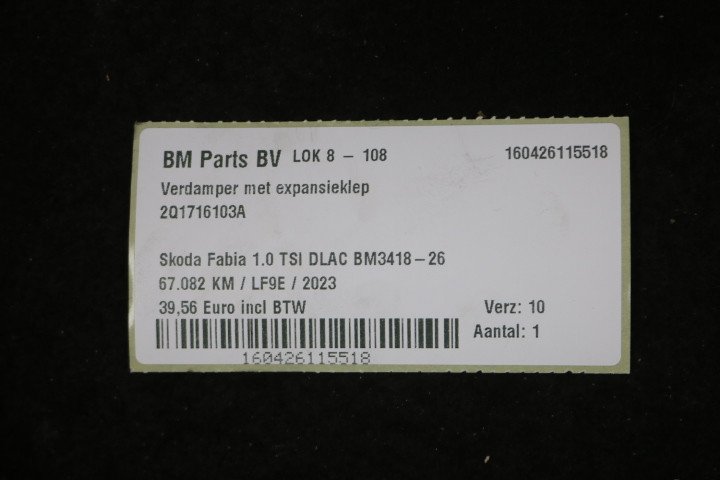 BM Parts BV LOK 8 - 108 160426115518
Verdamper met expansieklep
2Q1716103A
Skoda Fabia 1.0 TSI DLAC BM3418-26
67.082 KM / LF9E / 2023
39,56 Euro incl BTW Verz: 10
Aantal: 1
160426115518